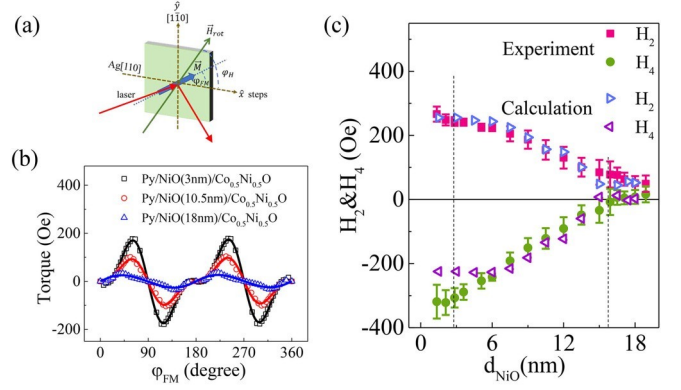 (a)
ŷ
[11̄0]
H⃗rot
Ag[110]
M⃗
φH
φFM
laser
x̂ steps
(b)
400
200
0
-200
Py/NiO(3nm)/Co0.5Ni0.5O
Py/NiO(10.5nm)/Co0.5Ni0.5O
Py/NiO(18nm)/Co0.5Ni0.5O
Torque (Oe)
0 120 240 360
φFM (degree)
(c)
Experiment
H2
H4
Calculation
H2
H4
400
200
0
-200
-400
H2&H4 (Oe)
0 6 12 18
dNiO(nm)